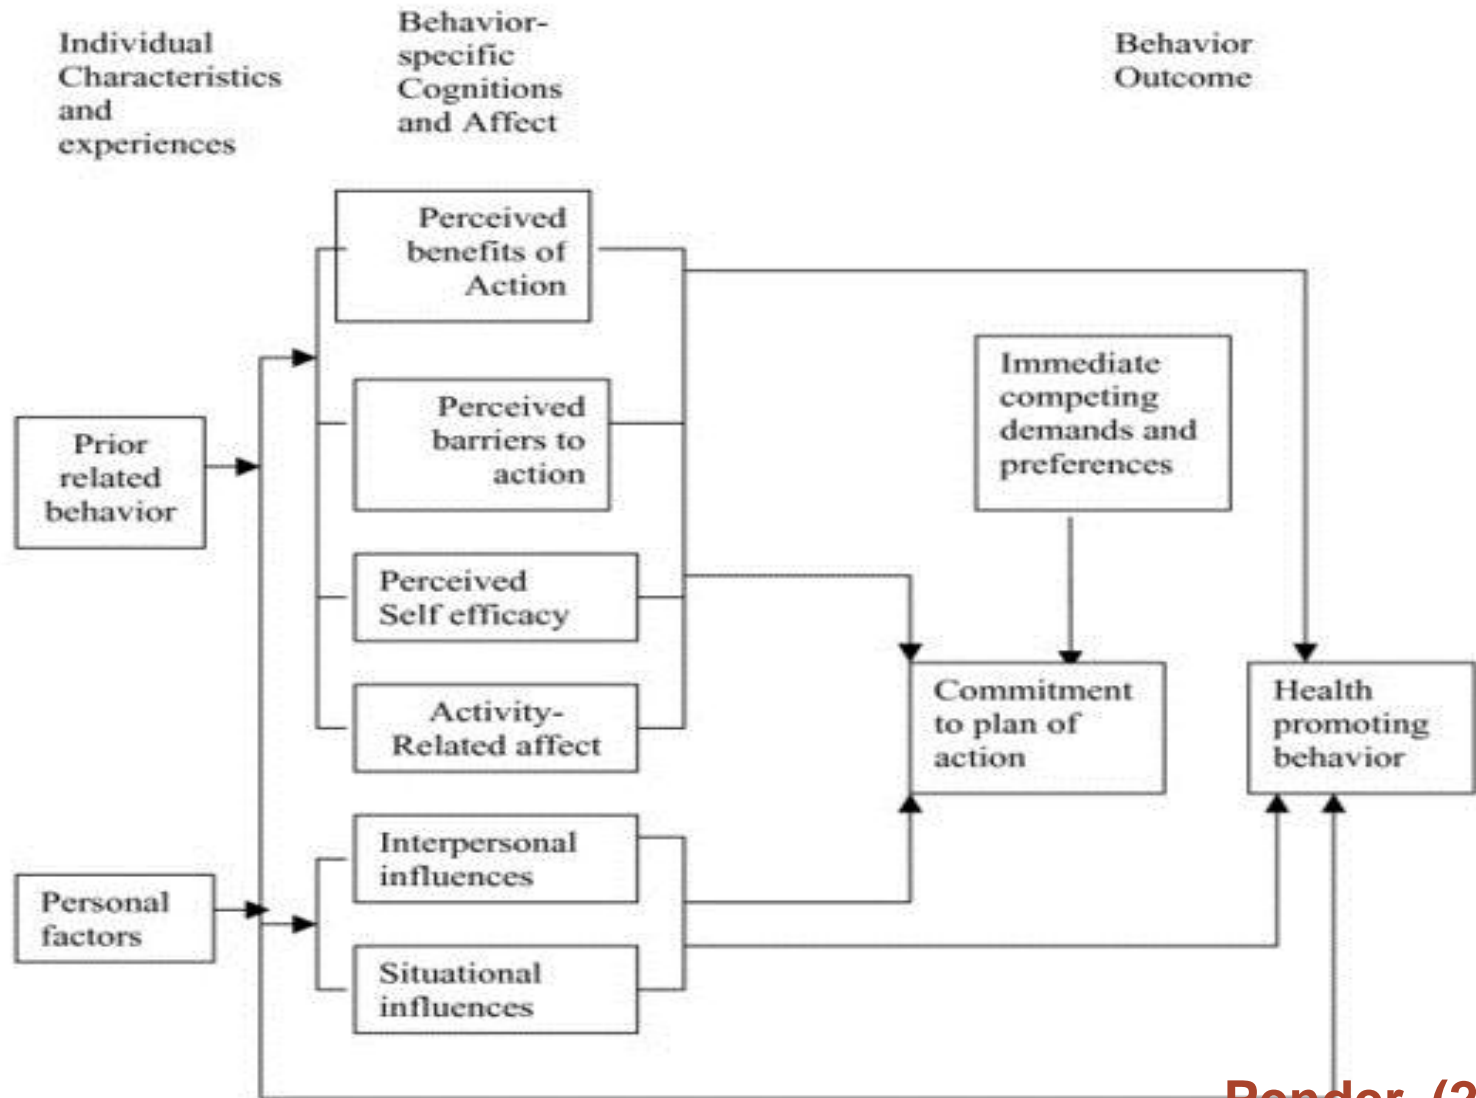 Individual
Characteristics
and
experiences
Behavior-
specific
Cognitions
and Affect
Behavior
Outcome
Perceived
benefits of
Action
Perceived
barriers to
action
Immediate
competing
demands and
preferences
Prior
related
behavior
Perceived
Self efficacy
Activity-
Related affect
Commitment
to plan of
action
Health
promoting
behavior
Interpersonal
influences
Personal
factors
Situational
influences
Pender (2